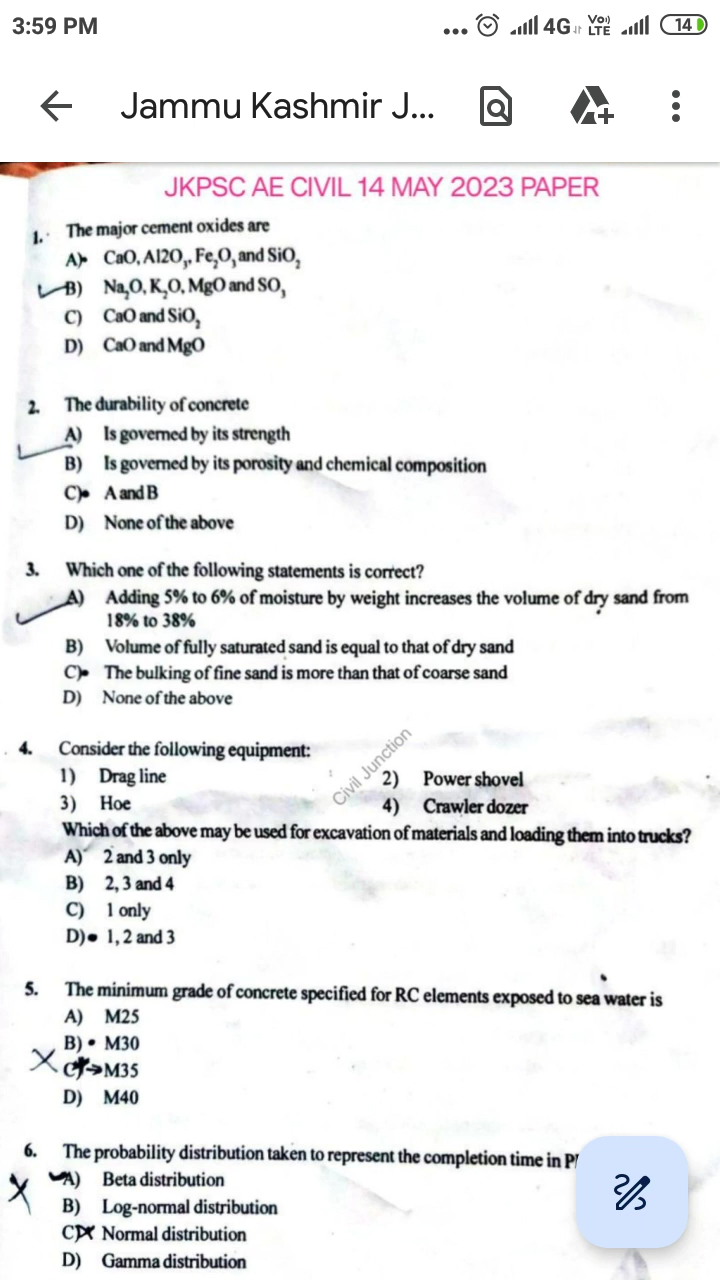 3:59 PM
4G
Vo))
LTE
14
Jammu Kashmir J...
JKPSC AE CIVIL 14 MAY 2023 PAPER
1. The major cement oxides are
A) CaO, Al2O₃, Fe₂O₃ and SiO₂
B) Na₂O, K₂O, MgO and SO₃
C) CaO and SiO₂
D) CaO and MgO
2. The durability of concrete
A) Is governed by its strength
B) Is governed by its porosity and chemical composition
C) A and B
D) None of the above
3. Which one of the following statements is correct?
A) Adding 5% to 6% of moisture by weight increases the volume of dry sand from
18% to 38%
B) Volume of fully saturated sand is equal to that of dry sand
C) The bulking of fine sand is more than that of coarse sand
D) None of the above
4. Consider the following equipment:
1) Drag line 2) Power shovel
3) Hoe 4) Crawler dozer
Civil Junction
Which of the above may be used for excavation of materials and loading them into trucks?
A) 2 and 3 only
B) 2, 3 and 4
C) 1 only
D) 1, 2 and 3
5. The minimum grade of concrete specified for RC elements exposed to sea water is
A) M25
B) M30
C) M35
D) M40
6. The probability distribution taken to represent the completion time in
A) Beta distribution
B) Log-normal distribution
C) Normal distribution
D) Gamma distribution